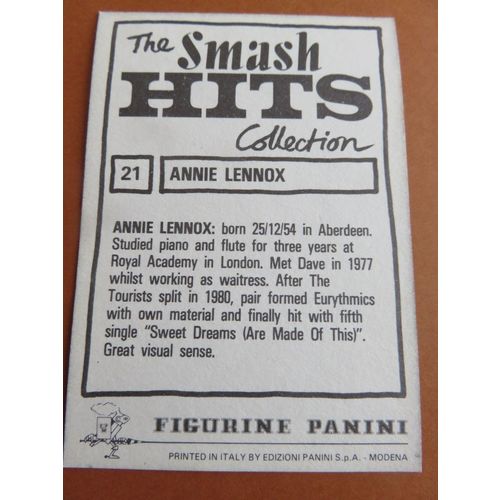 The Smash
HITS
Collection
21 ANNIE LENNOX
ANNIE LENNOX: born 25/12/54 in Aberdeen.
Studied piano and flute for three years at
Royal Academy in London. Met Dave in 1977
whilst working as waitress. After The
Tourists split in 1980, pair formed Eurythmics
with own material and finally hit with fifth
single "Sweet Dreams (Are Made Of This)".
Great visual sense.
FIGURINE PANINI
PRINTED IN ITALY BY EDIZIONI PANINI S.p.A. - MODENA